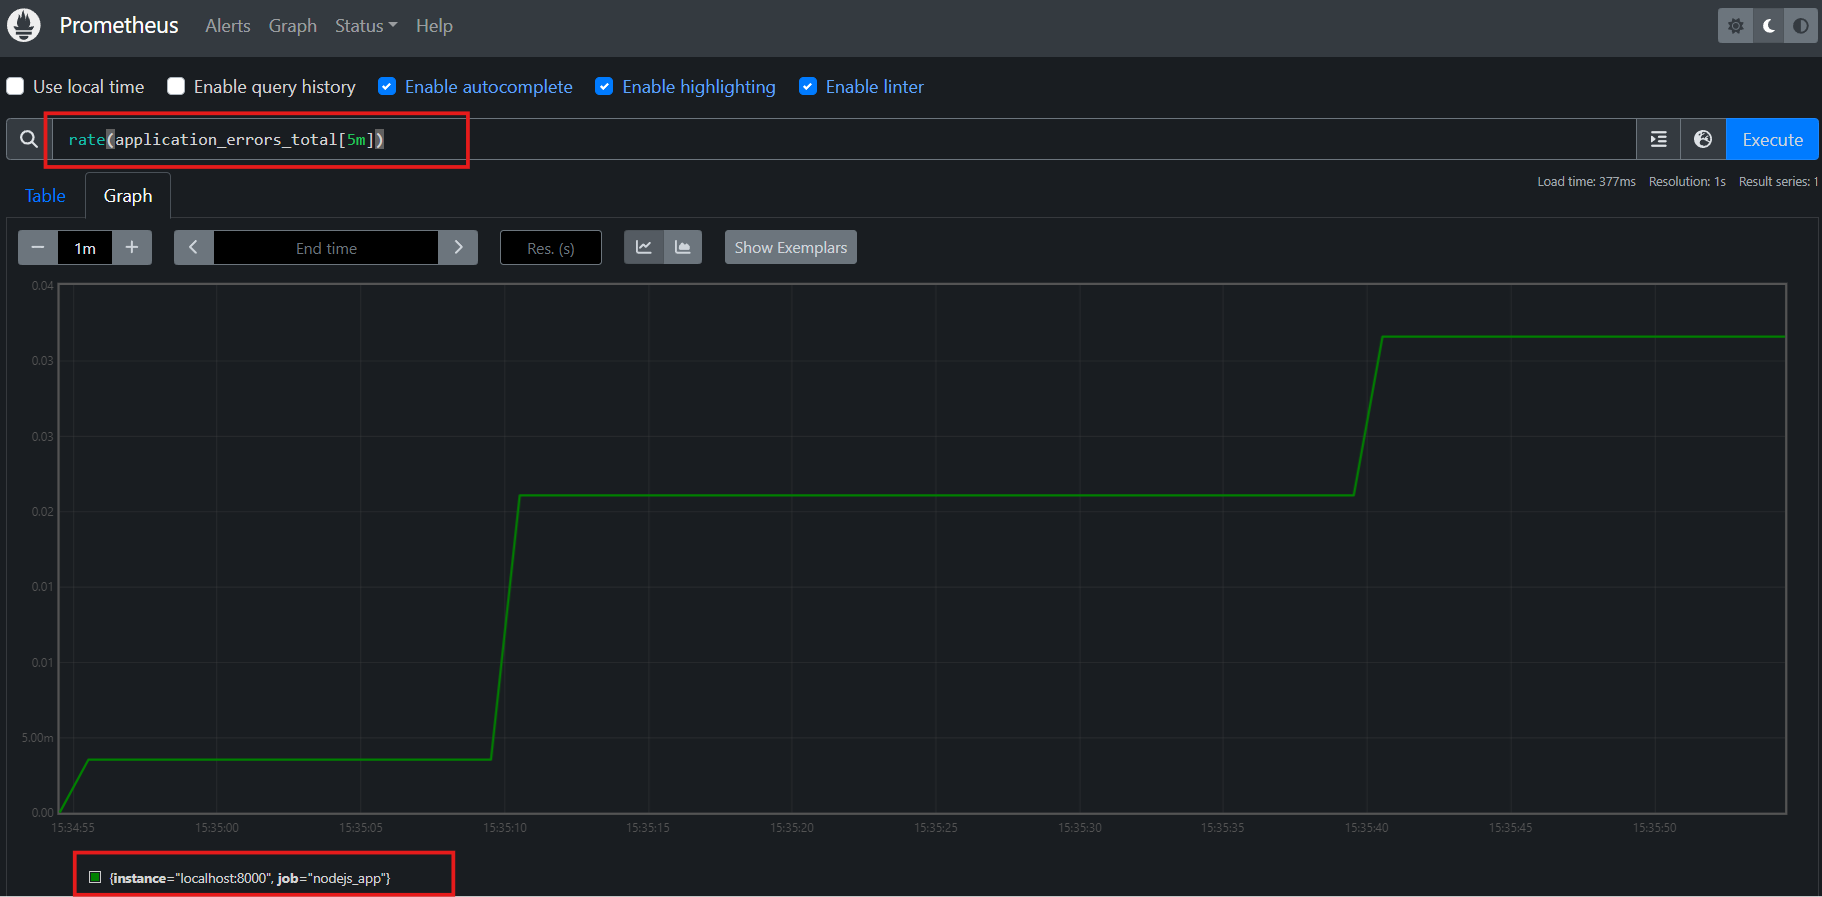 Prometheus Alerts Graph Status Help
Use local time Enable query history Enable autocomplete Enable highlighting Enable linter
rate(application_errors_total[5m]) Execute
Load time: 377ms Resolution: 1s Result series: 1
Table Graph
1m End time Res. (s) Show Exemplars
0.04
0.03
0.03
0.02
0.01
0.01
5.00m
0.00
15:34:55 15:35:00 15:35:05 15:35:10 15:35:15 15:35:20 15:35:25 15:35:30 15:35:35 15:35:40 15:35:45 15:35:50
{instance="localhost:8000", job="nodejs_app"}